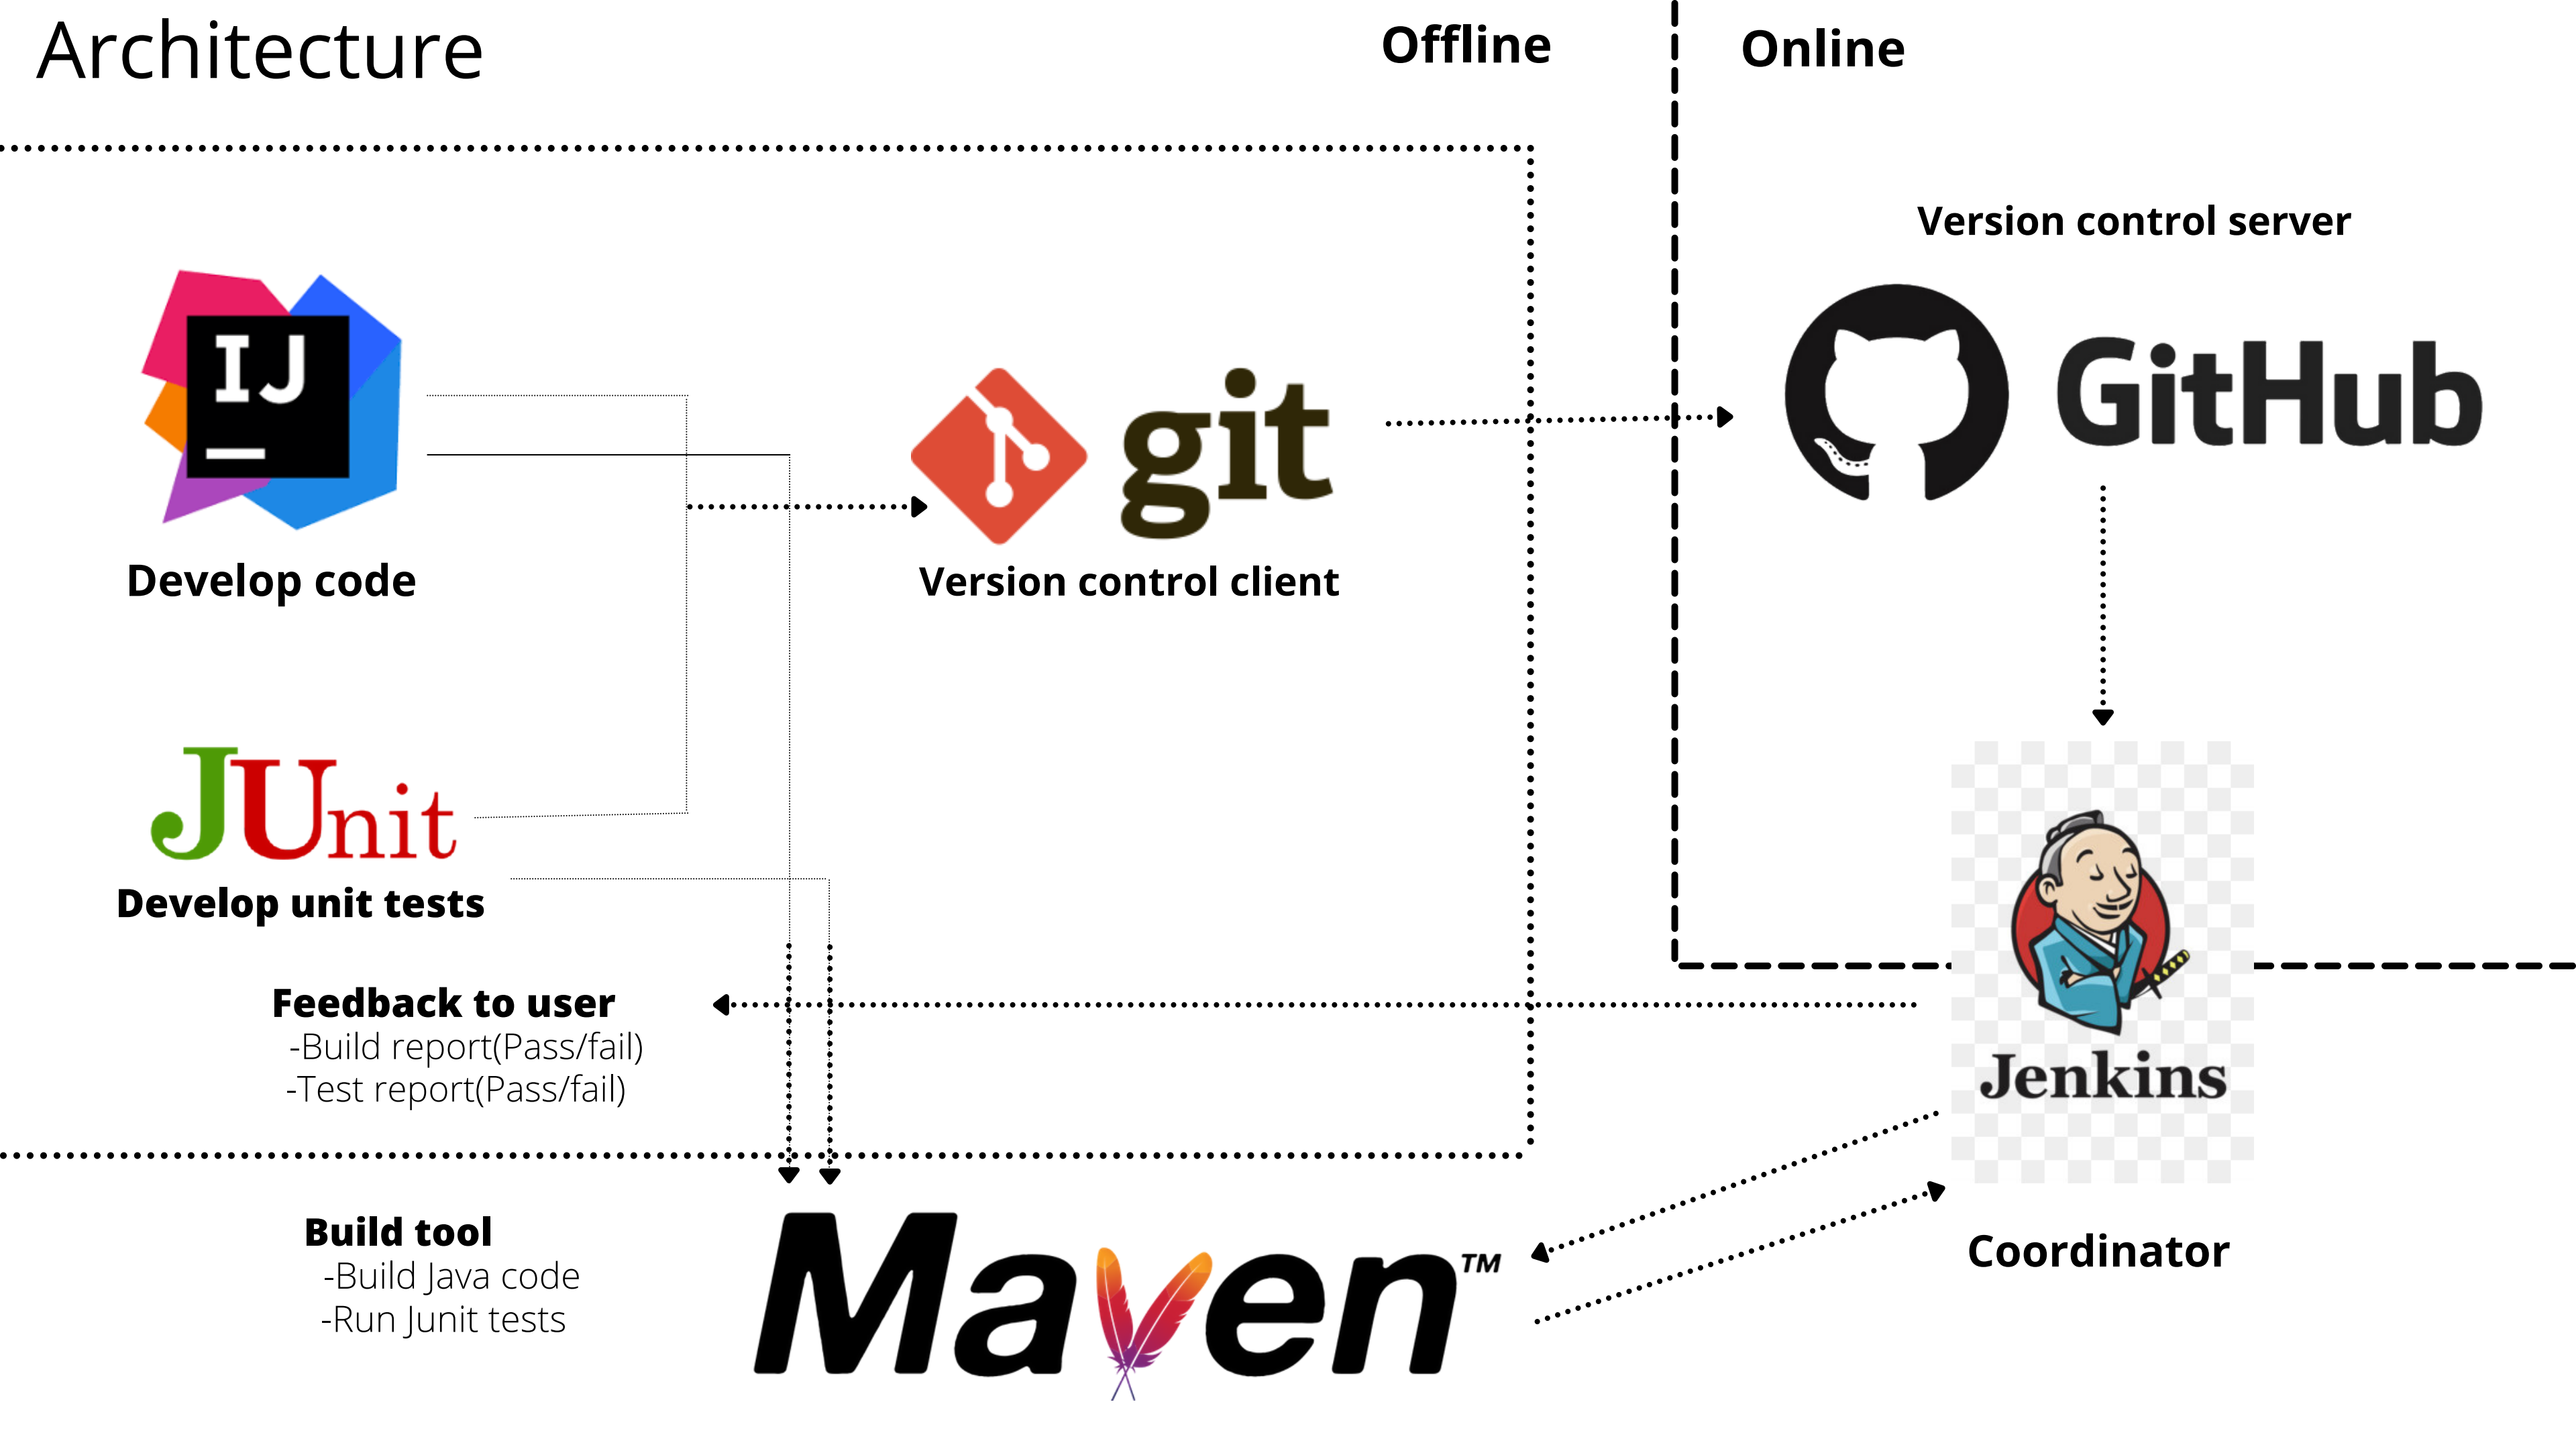 Architecture
Offline
Online
Version control server
IJ
git
GitHub
Develop code
Version control client
JUnit
Develop unit tests
Feedback to user
-Build report(Pass/fail)
-Test report(Pass/fail)
Jenkins
Build tool
-Build Java code
-Run Junit tests
Maven™
Coordinator